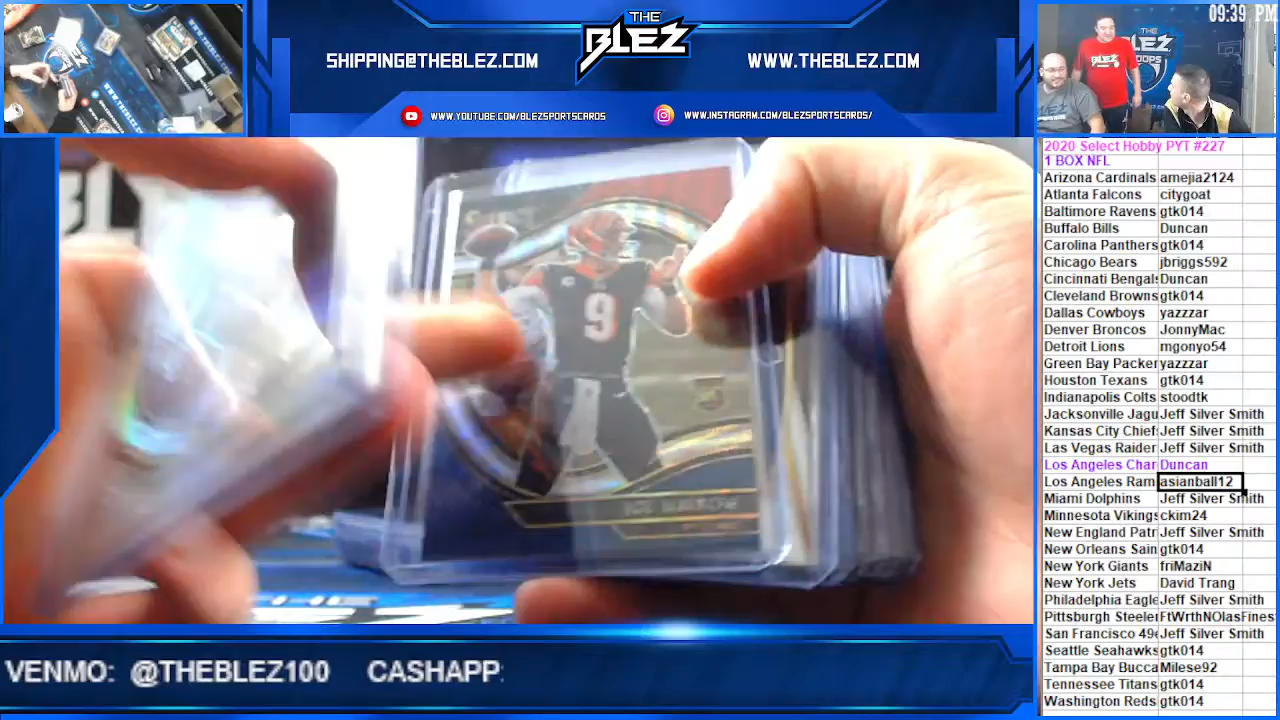 THE
BLEZ
SHIPPING@THEBLEZ.COM
WWW.THEBLEZ.COM
WWW.YOUTUBE.COM/BLEZSPORTSCARDS
WWW.INSTAGRAM.COM/BLEZSPORTSCARDS/
09:39 PM
9
JOE BURROW
VENMO: @THEBLEZ100 CASHAPP:
2020 Select Hobby PYT #227
1 BOX NFL
Arizona Cardinals amejia2124
Atlanta Falcons citygoat
Baltimore Ravens gtk014
Buffalo Bills Duncan
Carolina Panthers gtk014
Chicago Bears jbriggs592
Cincinnati Bengals Duncan
Cleveland Browns gtk014
Dallas Cowboys yazzzar
Denver Broncos JonnyMac
Detroit Lions mgonyo54
Green Bay Packer yazzzar
Houston Texans gtk014
Indianapolis Colts stoodtk
Jacksonville Jagu Jeff Silver Smith
Kansas City Chief Jeff Silver Smith
Las Vegas Raider Jeff Silver Smith
Los Angeles Char Duncan
Los Angeles Ram asianball12
Miami Dolphins Jeff Silver Smith
Minnesota Vikings ckim24
New England Patr Jeff Silver Smith
New Orleans Sain gtk014
New York Giants friMaziN
New York Jets David Trang
Philadelphia Eagle Jeff Silver Smith
Pittsburgh Steeler FtWrthNOlasFines
San Francisco 49e Jeff Silver Smith
Seattle Seahawks gtk014
Tampa Bay Bucca Milese92
Tennessee Titans gtk014
Washington Reds gtk014